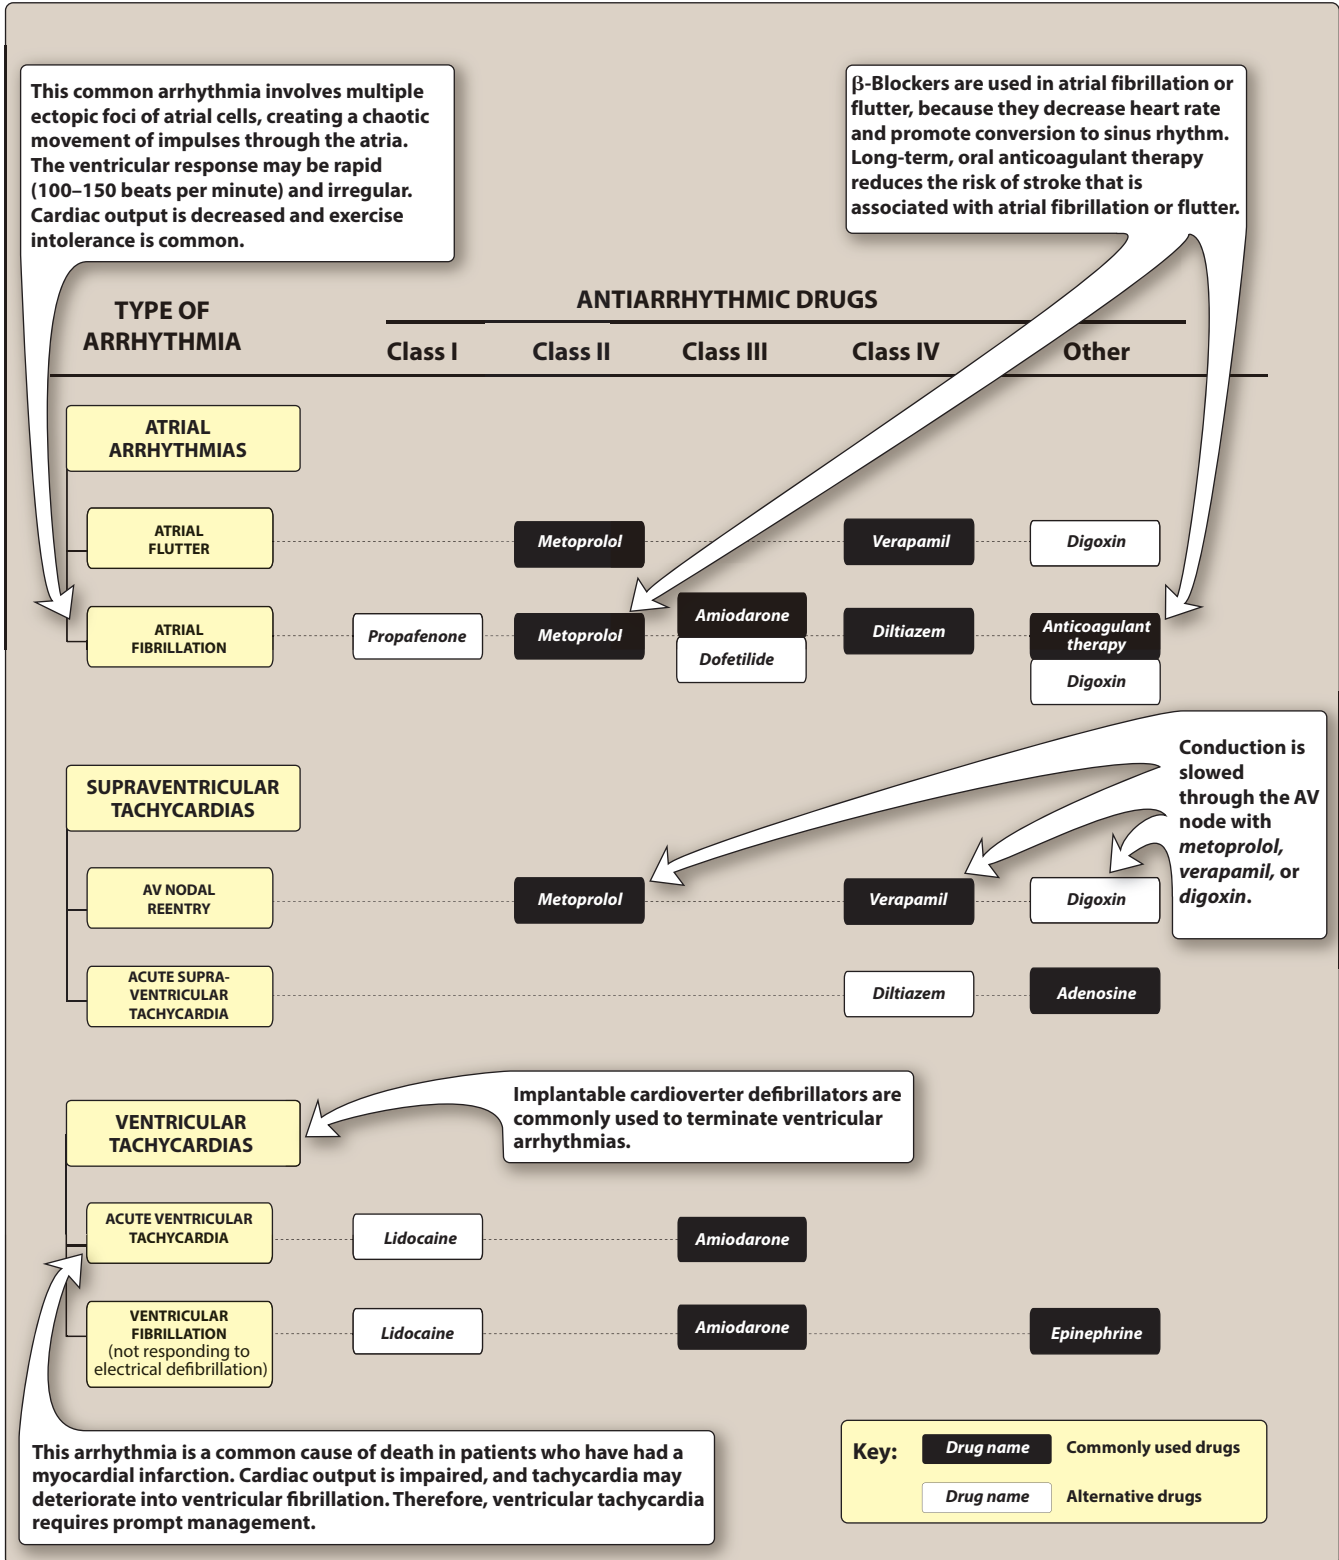 This common arrhythmia involves multiple
ectopic foci of atrial cells, creating a chaotic
movement of impulses through the atria.
The ventricular response may be rapid
(100–150 beats per minute) and irregular.
Cardiac output is decreased and exercise
intolerance is common.
β-Blockers are used in atrial fibrillation or
flutter, because they decrease heart rate
and promote conversion to sinus rhythm.
Long-term, oral anticoagulant therapy
reduces the risk of stroke that is
associated with atrial fibrillation or flutter.
TYPE OF
ARRHYTHMIA
ANTIARRHYTHMIC DRUGS
Class I Class II Class III Class IV Other
ATRIAL
ARRHYTHMIAS
ATRIAL
FLUTTER
Metoprolol Verapamil Digoxin
ATRIAL
FIBRILLATION
Propafenone Metoprolol
Amiodarone
Dofetilide
Diltiazem
Anticoagulant
therapy
Digoxin
Conduction is
slowed
through the AV
node with
metoprolol,
verapamil, or
digoxin.
SUPRAVENTRICULAR
TACHYCARDIAS
AV NODAL
REENTRY
Metoprolol Verapamil Digoxin
ACUTE SUPRA-
VENTRICULAR
TACHYCARDIA
Diltiazem Adenosine
Implantable cardioverter defibrillators are
commonly used to terminate ventricular
arrhythmias.
VENTRICULAR
TACHYCARDIAS
ACUTE VENTRICULAR
TACHYCARDIA
Lidocaine Amiodarone
VENTRICULAR
FIBRILLATION
(not responding to
electrical defibrillation)
Lidocaine Amiodarone Epinephrine
This arrhythmia is a common cause of death in patients who have had a
myocardial infarction. Cardiac output is impaired, and tachycardia may
deteriorate into ventricular fibrillation. Therefore, ventricular tachycardia
requires prompt management.
Key: Drug name Commonly used drugs
Drug name Alternative drugs